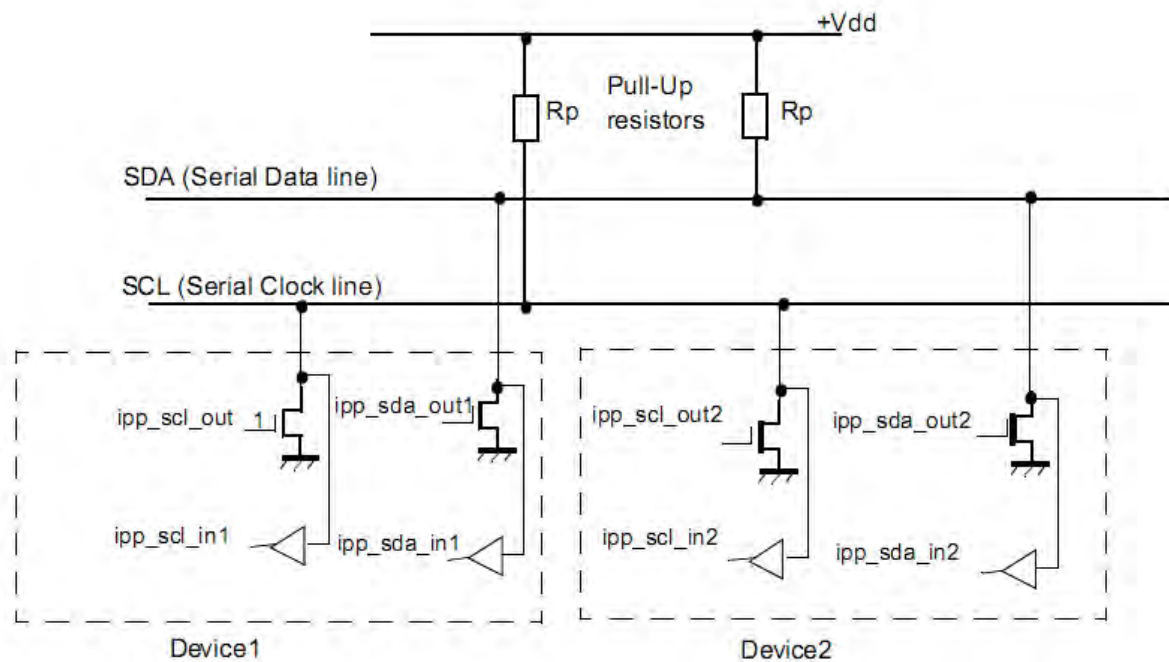 +Vdd
Pull-Up
resistors
Rp
Rp
SDA (Serial Data line)
SCL (Serial Clock line)
ipp_scl_out 1
ipp_sda_out1
ipp_scl_out2
ipp_sda_out2
ipp_scl_in1
ipp_sda_in1
ipp_scl_in2
ipp_sda_in2
Device1
Device2